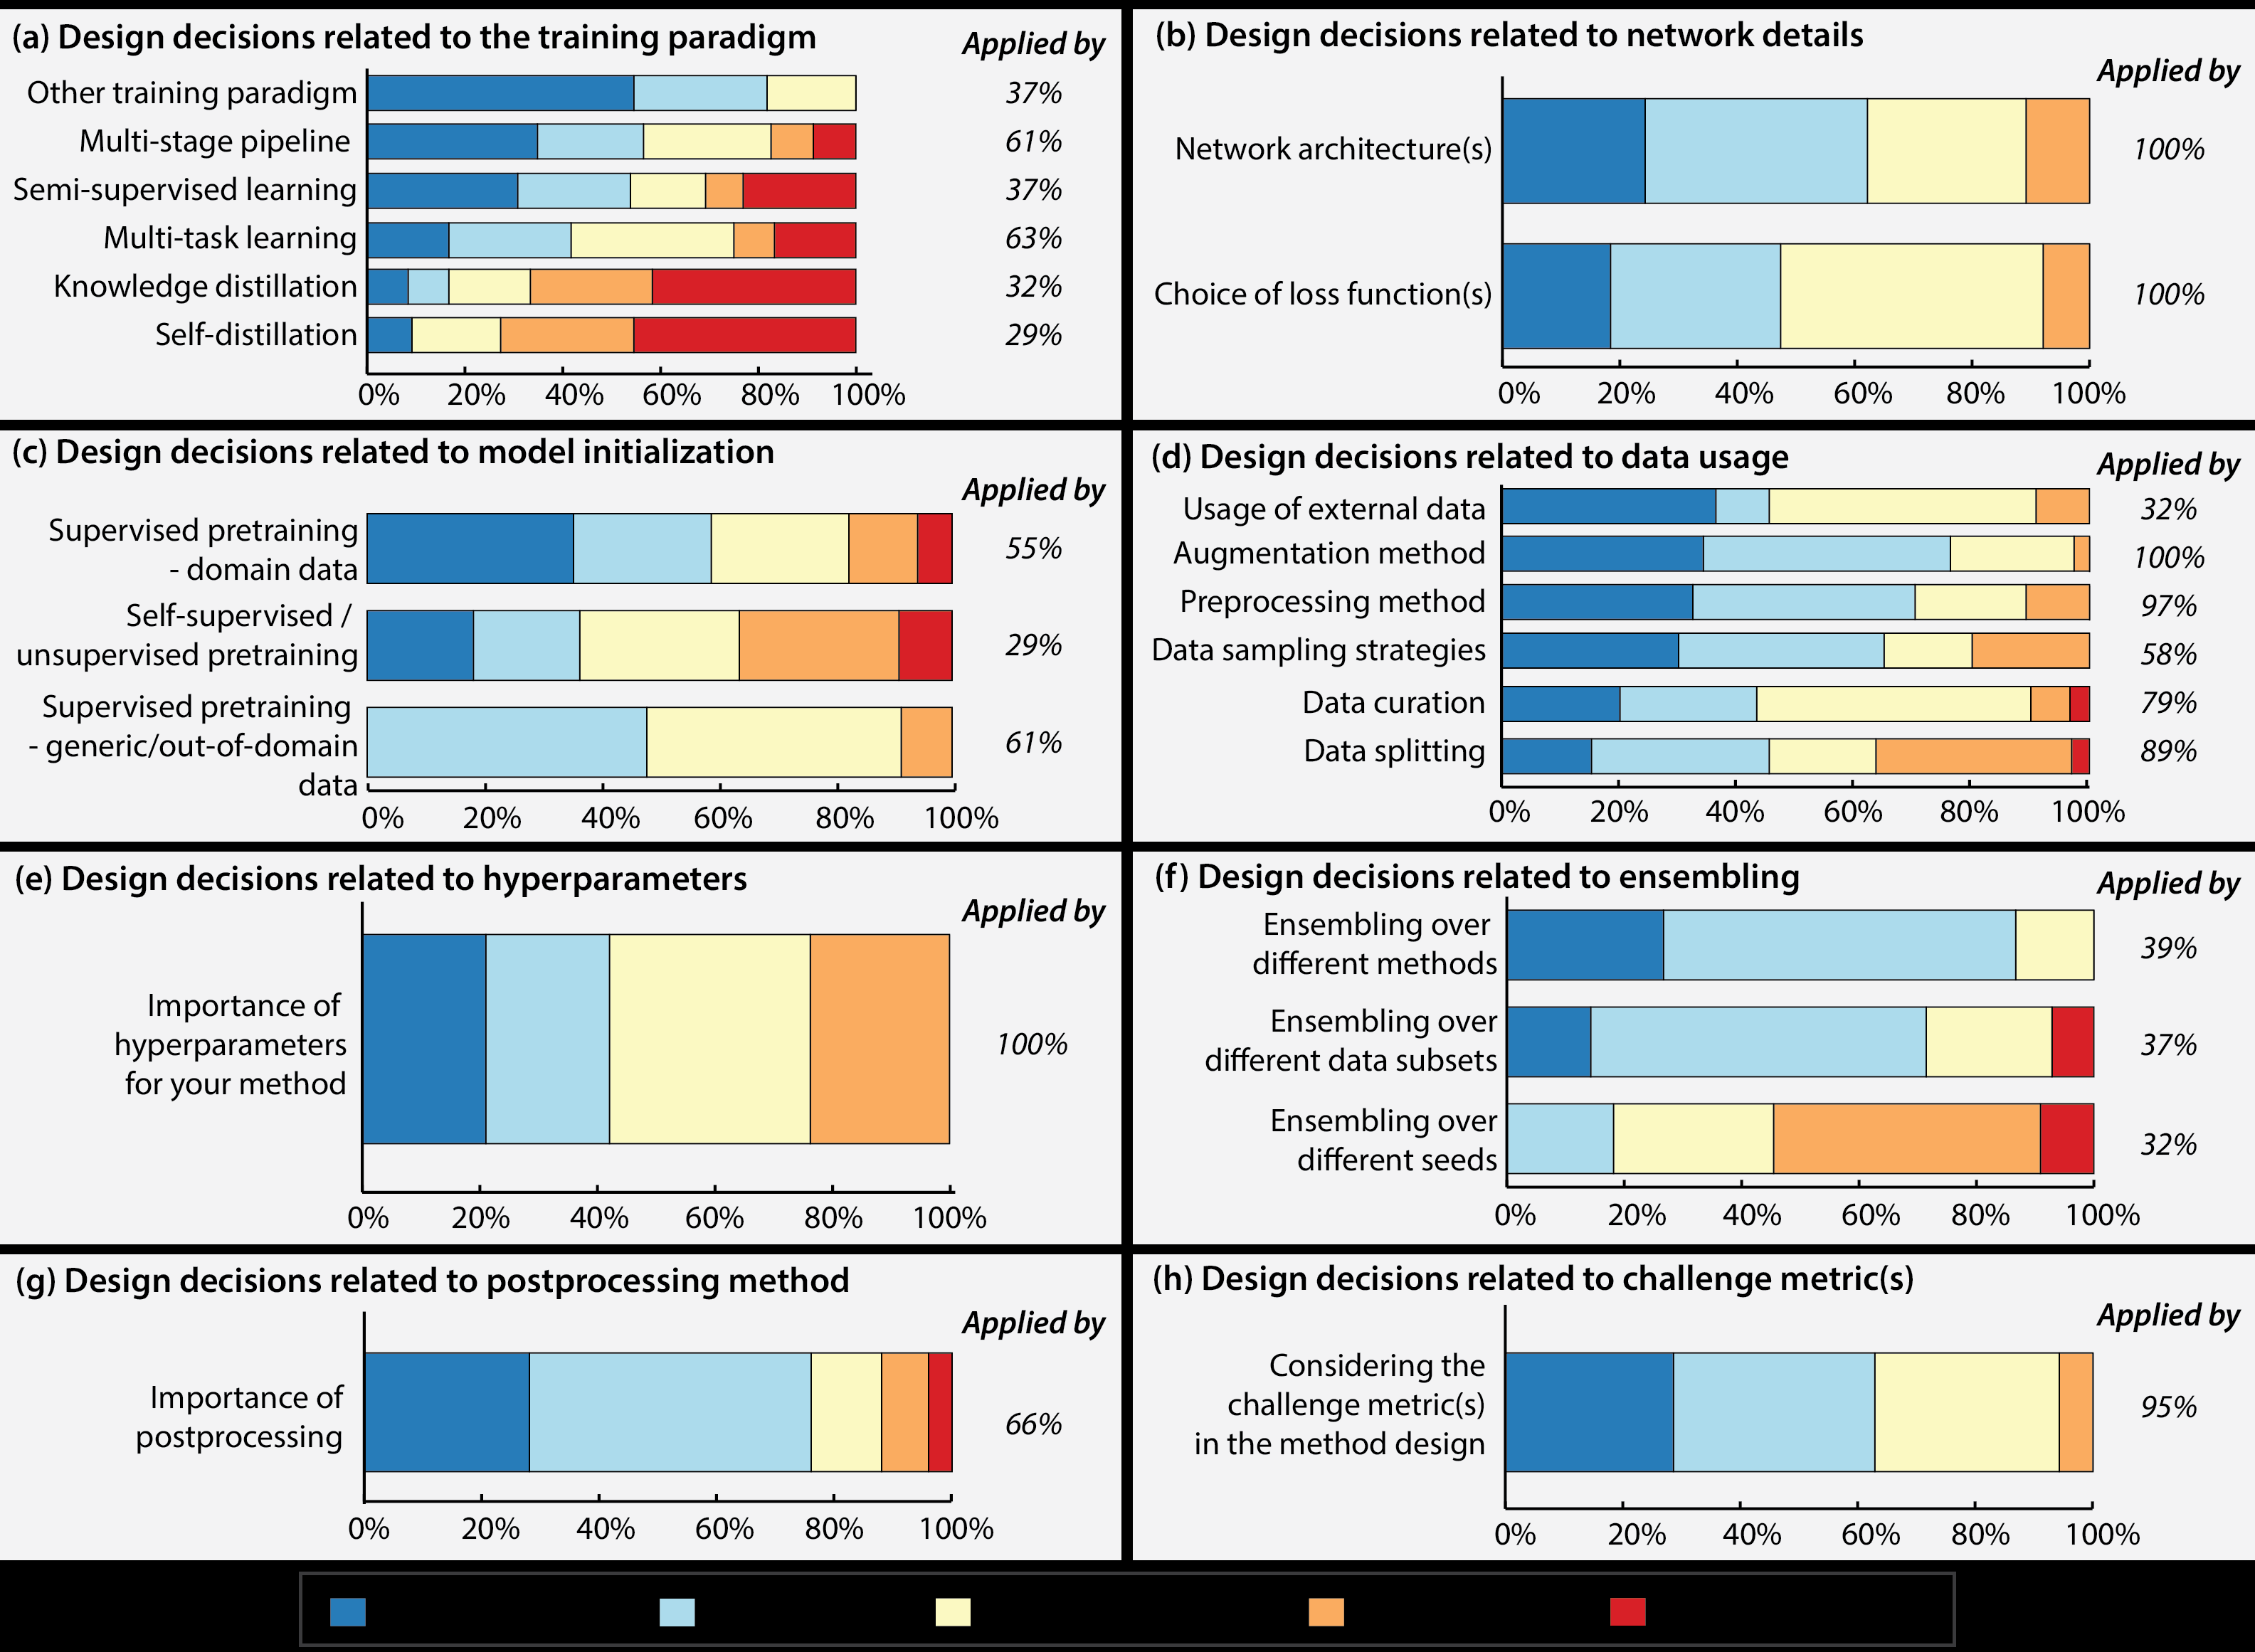 (a) Design decisions related to the training paradigm
Applied by
Other training paradigm
37%
Multi-stage pipeline
61%
Semi-supervised learning
37%
Multi-task learning
63%
Knowledge distillation
32%
Self-distillation
29%
0% 20% 40% 60% 80% 100%
(b) Design decisions related to network details
Applied by
Network architecture(s)
100%
Choice of loss function(s)
100%
0% 20% 40% 60% 80% 100%
(c) Design decisions related to model initialization
Applied by
Supervised pretraining
- domain data
55%
Self-supervised /
unsupervised pretraining
29%
Supervised pretraining
- generic/out-of-domain
data
61%
0% 20% 40% 60% 80% 100%
(d) Design decisions related to data usage
Applied by
Usage of external data
32%
Augmentation method
100%
Preprocessing method
97%
Data sampling strategies
58%
Data curation
79%
Data splitting
89%
0% 20% 40% 60% 80% 100%
(e) Design decisions related to hyperparameters
Applied by
Importance of
hyperparameters
for your method
100%
0% 20% 40% 60% 80% 100%
(f) Design decisions related to ensembling
Applied by
Ensembling over
different methods
39%
Ensembling over
different data subsets
37%
Ensembling over
different seeds
32%
0% 20% 40% 60% 80% 100%
(g) Design decisions related to postprocessing method
Applied by
Importance of
postprocessing
66%
0% 20% 40% 60% 80% 100%
(h) Design decisions related to challenge metric(s)
Applied by
Considering the
challenge metric(s)
in the method design
95%
0% 20% 40% 60% 80% 100%